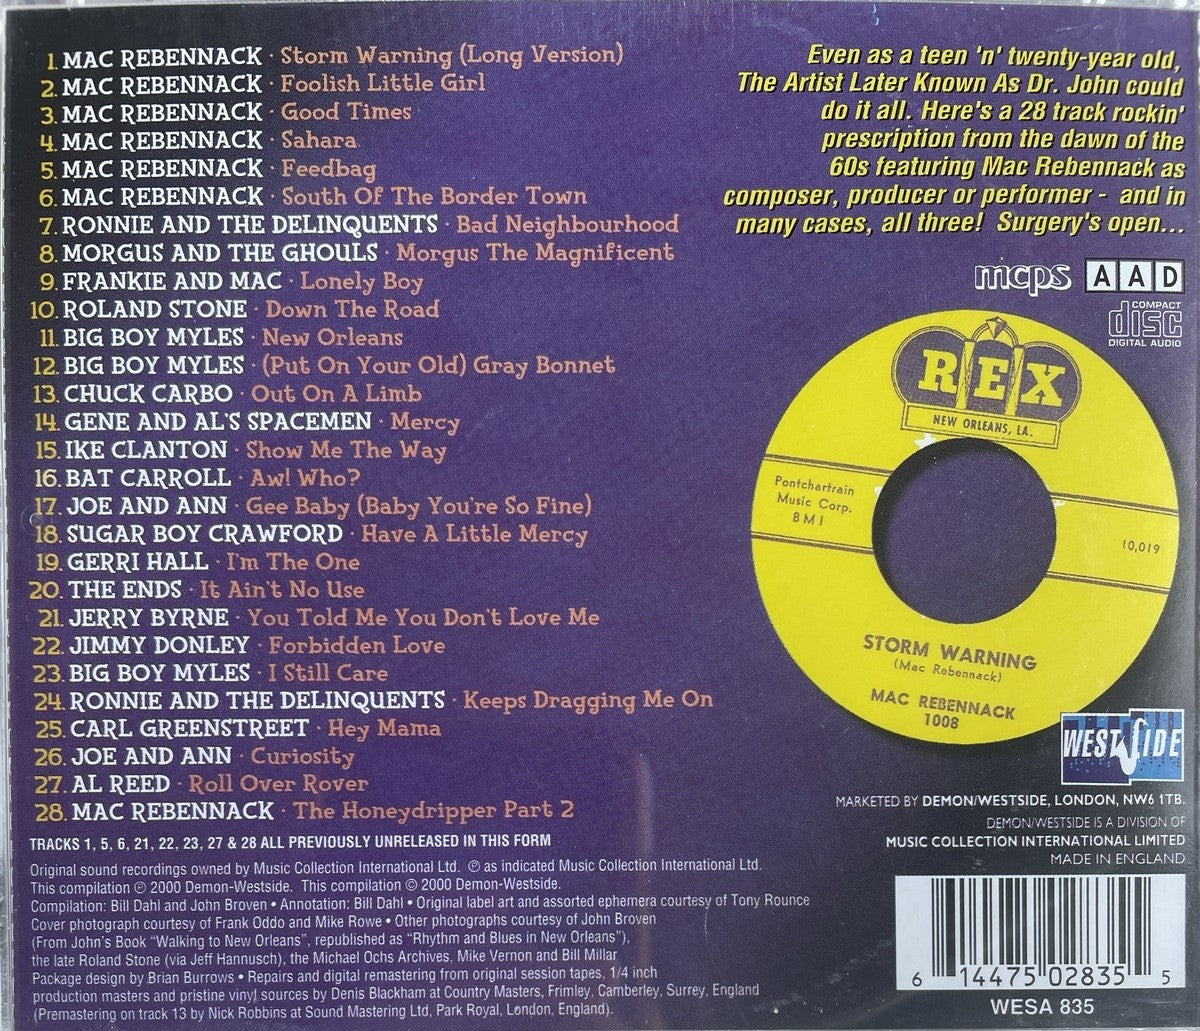 1. MAC REBENNACK · Storm Warning (Long Version)
2. MAC REBENNACK · Foolish Little Girl
3. MAC REBENNACK · Good Times
4. MAC REBENNACK · Sahara
5. MAC REBENNACK · Feedbag
6. MAC REBENNACK · South Of The Border Town
7. RONNIE AND THE DELINQUENTS · Bad Neighbourhood
8. MORGUS AND THE GHOULS · Morgus The Magnificent
9. FRANKIE AND MAC · Lonely Boy
10. ROLAND STONE · Down The Road
11. BIG BOY MYLES · New Orleans
12. BIG BOY MYLES · (Put On Your Old) Gray Bonnet
13. CHUCK CARBO · Out On A Limb
14. GENE AND AL'S SPACEMEN · Mercy
15. IKE CLANTON · Show Me The Way
16. BAT CARROLL · Aw! Who?
17. JOE AND ANN · Gee Baby (Baby You're So Fine)
18. SUGAR BOY CRAWFORD · Have A Little Mercy
19. GERRI HALL · I'm The One
20. THE ENDS · It Ain't No Use
21. JERRY BYRNE · You Told Me You Don't Love Me
22. JIMMY DONLEY · Forbidden Love
23. BIG BOY MYLES · I Still Care
24. RONNIE AND THE DELINQUENTS · Keeps Dragging Me On
25. CARL GREENSTREET · Hey Mama
26. JOE AND ANN · Curiosity
27. AL REED · Roll Over Rover
28. MAC REBENNACK · The Honeydripper Part 2
TRACKS 1, 5, 6, 21, 22, 23, 27 & 28 ALL PREVIOUSLY UNRELEASED IN THIS FORM
Original sound recordings owned by Music Collection International Ltd. ℗ as indicated Music Collection International Ltd.
This compilation ℗ 2000 Demon-Westside. This compilation © 2000 Demon-Westside.
Compilation: Bill Dahl and John Broven • Annotation: Bill Dahl • Original label art and assorted ephemera courtesy of Tony Rounce
Cover photograph courtesy of Frank Oddo and Mike Rowe • Other photographs courtesy of John Broven
(From John's Book "Walking to New Orleans", republished as "Rhythm and Blues in New Orleans"),
the late Roland Stone (via Jeff Hannusch), the Michael Ochs Archives, Mike Vernon and Bill Millar
Package design by Brian Burrows • Repairs and digital remastering from original session tapes, 1/4 inch
production masters and pristine vinyl sources by Denis Blackham at Country Masters, Frimley, Camberley, Surrey, England
(Premastering on track 13 by Nick Robbins at Sound Mastering Ltd, Park Royal, London, England).
Even as a teen 'n' twenty-year old,
The Artist Later Known As Dr. John could
do it all. Here's a 28 track rockin'
prescription from the dawn of the
60s featuring Mac Rebennack as
composer, producer or performer - and in
many cases, all three! Surgery's open...
mcps AAD
COMPACT
disc
DIGITAL AUDIO
REX
NEW ORLEANS, LA.
Pontchartrain
Music Corp.
BMI
10,019
STORM WARNING
(Mac Rebennack)
MAC REBENNACK
1008
WESTSIDE
MARKETED BY DEMON/WESTSIDE, LONDON, NW6 1TB.
DEMON/WESTSIDE IS A DIVISION OF
MUSIC COLLECTION INTERNATIONAL LIMITED
MADE IN ENGLAND
6 14475 02835 5
WESA 835